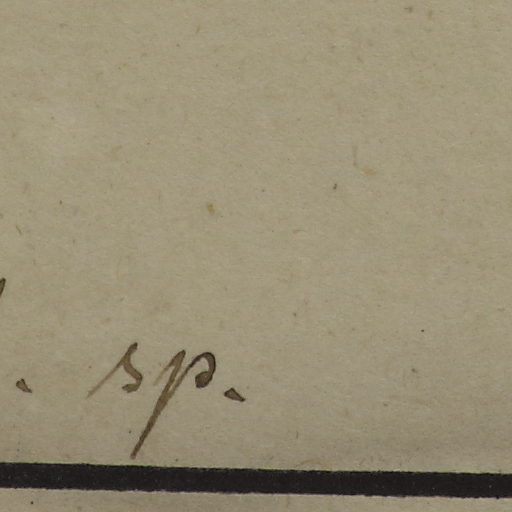 . sp.